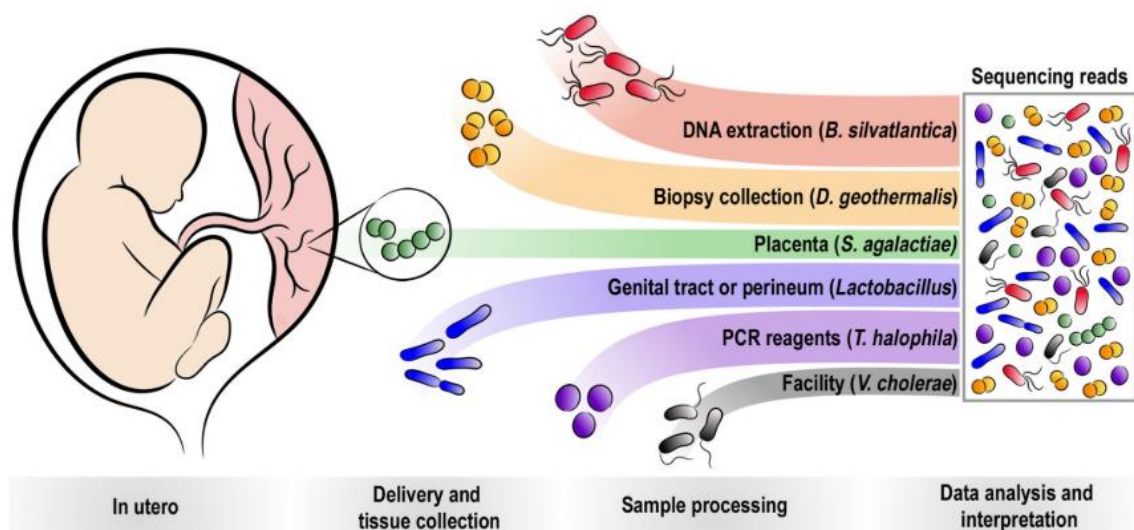 Sequencing reads
DNA extraction (B. silvatlantica)
Biopsy collection (D. geothermalis)
Placenta (S. agalactiae)
Genital tract or perineum (Lactobacillus)
PCR reagents (T. halophila)
Facility (V. cholerae)
In utero
Delivery and
tissue collection
Sample processing
Data analysis and
interpretation